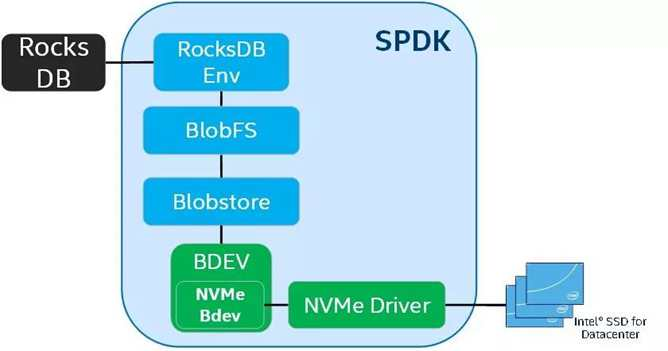 SPDK
Rocks
DB
RocksDB
Env
BlobFS
Blobstore
BDEV
NVMe
Bdev
NVMe Driver
Intel® SSD for
Datacenter